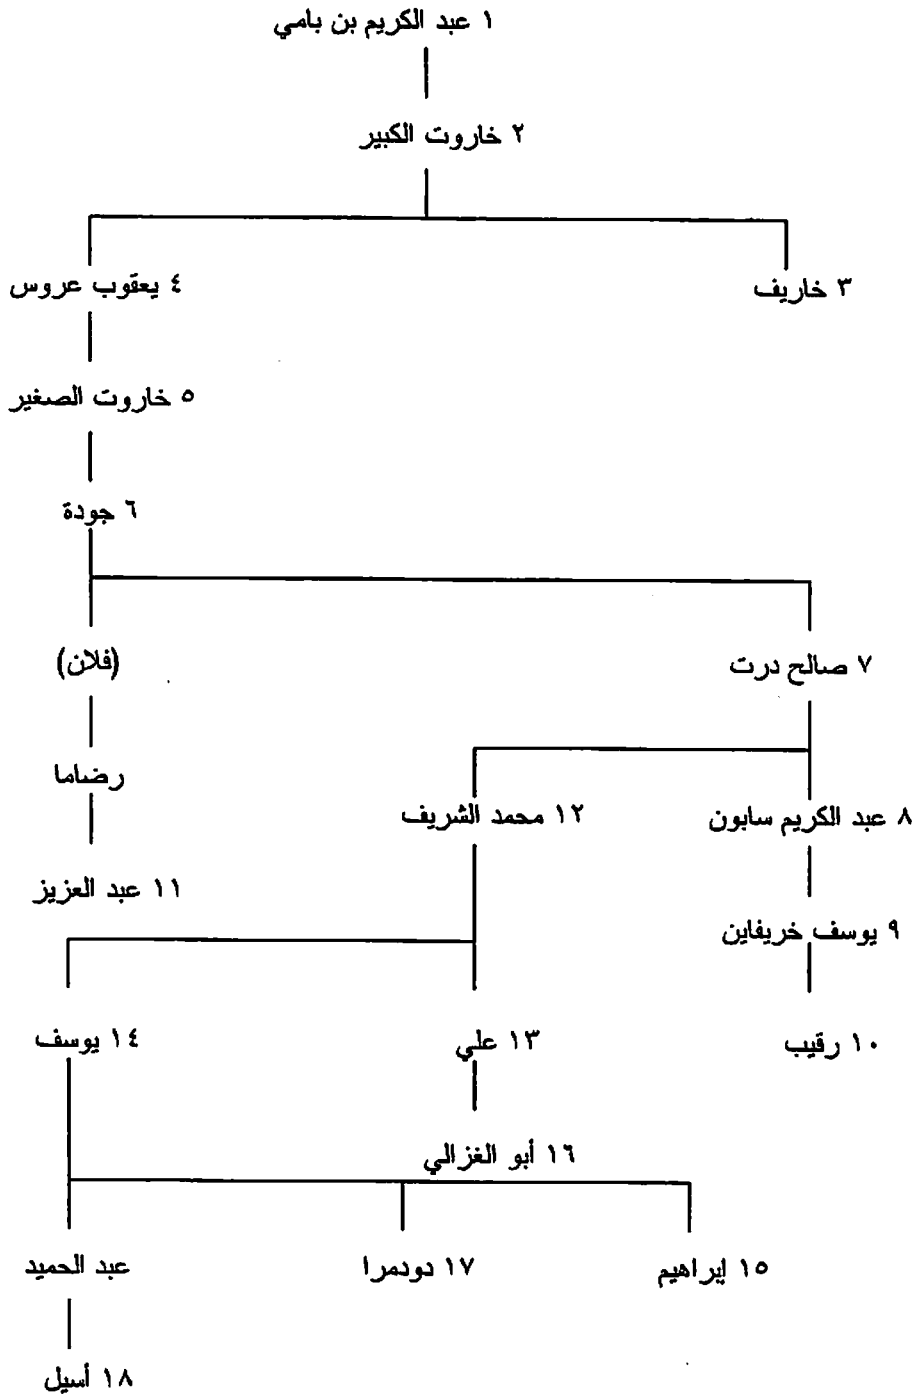 ١ عبد الكريم بن بامي
٢ خاروت الكبير
٣ خاريف
٤ يعقوب عروس
٥ خاروت الصغير
٦ جودة
٧ صالح درت
(فلان)
رضاما
٨ عبد الكريم سابون
١٢ محمد الشريف
١١ عبد العزيز
٩ يوسف خريفاين
١٠ رقيب
١٣ علي
١٤ يوسف
١٦ أبو الغزالي
١٥ إبراهيم
١٧ دودمرا
عبد الحميد
١٨ أسيل